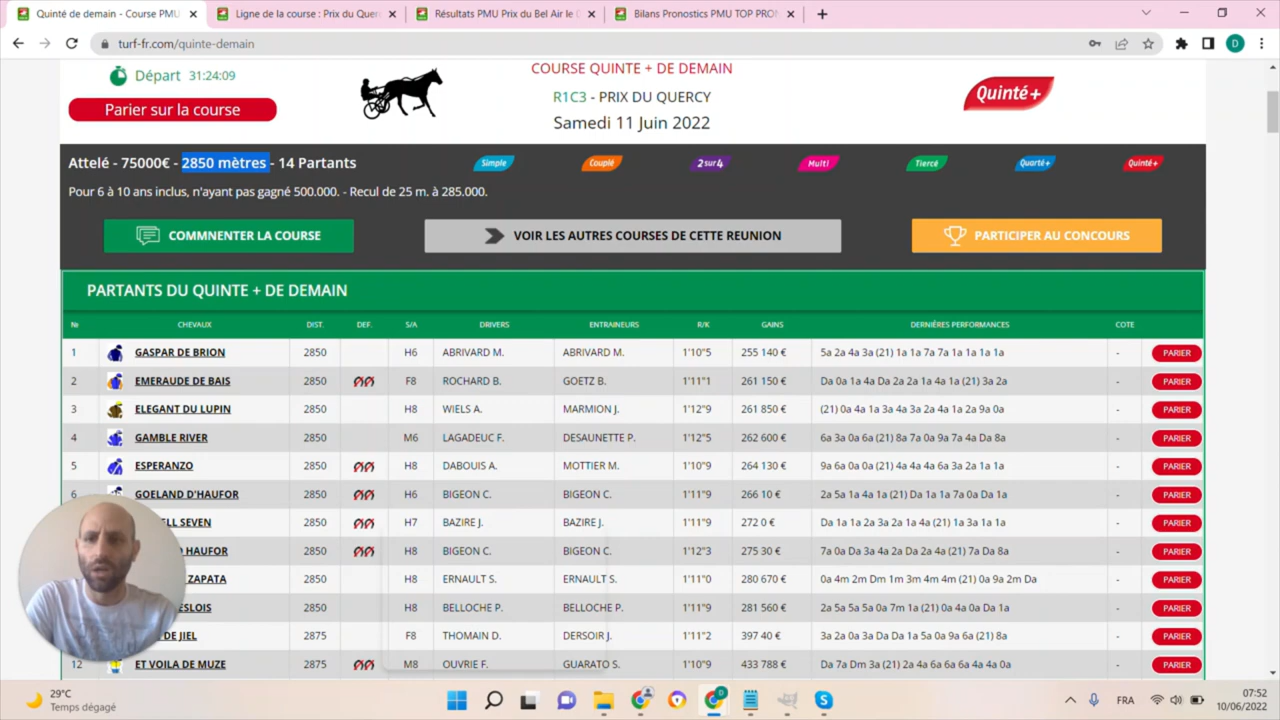 Quinté de demain - Course PMU
Ligne de la course : Prix du Quer
Résultats PMU Prix du Bel Air le
Bilans Pronostics PMU TOP PRO
turf-fr.com/quinte-demain
Départ 31:24:09
Parier sur la course
COURSE QUINTE + DE DEMAIN
R1C3 - PRIX DU QUERCY
Samedi 11 Juin 2022
Quinté+
Attelé - 75000€ - 2850 mètres - 14 Partants
Simple Couplé 2sur4 Multi Tiercé Quarté+ Quinté+
Pour 6 à 10 ans inclus, n'ayant pas gagné 500.000. - Recul de 25 m. à 285.000.
COMMNENTER LA COURSE
VOIR LES AUTRES COURSES DE CETTE REUNION
PARTICIPER AU CONCOURS
PARTANTS DU QUINTE + DE DEMAIN
N° CHEVAUX DIST. DEF. S/A DRIVERS ENTRAINEURS R/K GAINS DERNIÈRES PERFORMANCES COTE
1 GASPAR DE BRION 2850 H6 ABRIVARD M. ABRIVARD M. 1'10"5 255 140 € 5a 2a 4a 3a (21) 1a 1a 7a 7a 1a 1a 1a 1a - PARIER
2 EMERAUDE DE BAIS 2850 F8 ROCHARD B. GOETZ B. 1'11"1 261 150 € Da 0a 1a 4a Da 2a 2a 1a 4a 1a (21) 3a 2a - PARIER
3 ELEGANT DU LUPIN 2850 H8 WIELS A. MARMION J. 1'12"9 261 850 € (21) 0a 4a 1a 3a 4a 3a 2a 4a 1a 2a 9a 0a - PARIER
4 GAMBLE RIVER 2850 M6 LAGADEUC F. DESAUNETTE P. 1'12"5 262 600 € 6a 3a 0a 6a (21) 8a 7a 0a 9a 7a 4a Da 8a - PARIER
5 ESPERANZO 2850 H8 DABOUIS A. MOTTIER M. 1'10"9 264 130 € 9a 6a 0a 0a (21) 4a 4a 4a 6a 3a 2a 1a 1a - PARIER
6 GOELAND D'HAUFOR 2850 H6 BIGEON C. BIGEON C. 1'11"9 266 10 € 2a 5a 1a 4a 1a (21) Da 1a 1a 7a 0a Da 1a - PARIER
ELL SEVEN 2850 H7 BAZIRE J. BAZIRE J. 1'11"9 272 0 € Da 1a 1a 2a 3a 2a 1a 4a (21) 1a 3a 1a 1a - PARIER
HAUFOR 2850 H8 BIGEON C. BIGEON C. 1'12"3 275 30 € 7a 0a Da 3a 4a 2a Da 2a 4a (21) 7a Da 8a - PARIER
ZAPATA 2850 H8 ERNAULT S. ERNAULT S. 1'11"0 280 670 € 0a 4m 2m Dm 1m 3m 4m 4m (21) 0a 9a 2m Da - PARIER
ESLOIS 2850 H8 BELLOCHE P. BELLOCHE P. 1'11"9 281 560 € 2a 5a 5a 5a 0a 7m 1a (21) 0a 4a 0a Da 1a - PARIER
DE JIEL 2875 F8 THOMAIN D. DERSOIR J. 1'11"2 397 40 € 3a 2a 0a 3a Da Da 1a 5a 0a 9a 6a (21) 8a - PARIER
12 ET VOILA DE MUZE 2875 M8 OUVRIE F. GUARATO S. 1'10"9 433 788 € Da 7a Dm 3a (21) 2a 4a 6a 6a 6a 4a 4a 0a - PARIER
29°C
Temps dégagé
FRA
07:52
10/06/2022